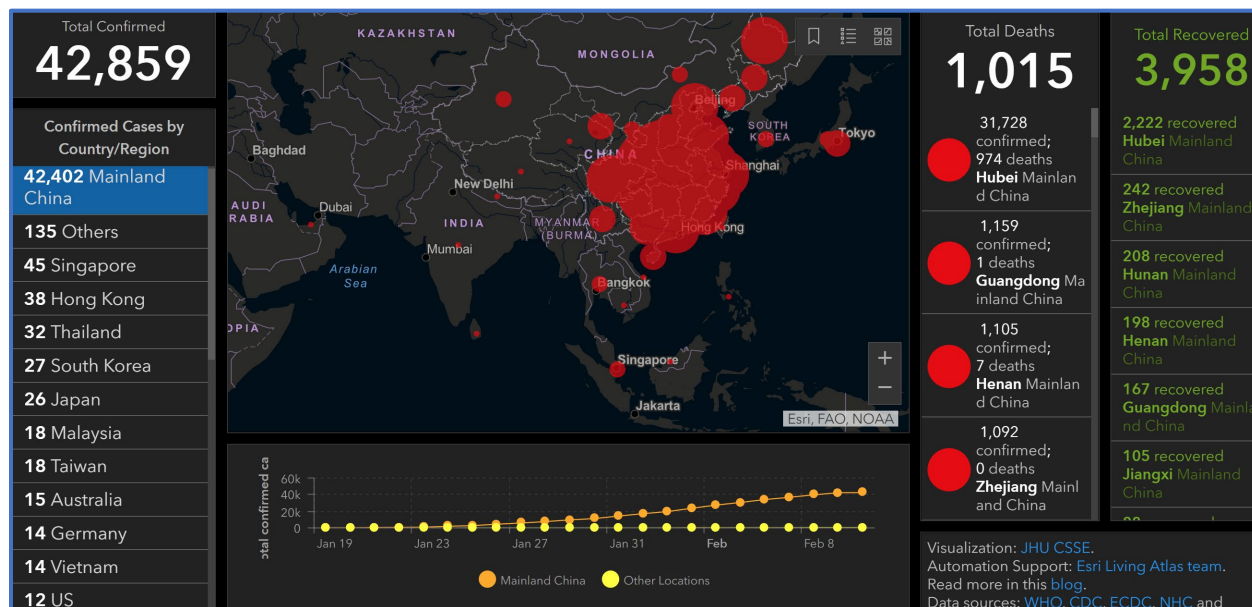 Total Confirmed
42,859
Confirmed Cases by
Country/Region
42,402 Mainland
China
135 Others
45 Singapore
38 Hong Kong
32 Thailand
27 South Korea
26 Japan
18 Malaysia
18 Taiwan
15 Australia
14 Germany
14 Vietnam
12 US
KAZAKHSTAN
MONGOLIA
Beijing
SOUTH
KOREA
Tokyo
Baghdad
CHINA
Shanghai
New Delhi
AUDI
RABIA
Dubai
INDIA
MYANMAR
(BURMA)
Hong Kong
Mumbai
Arabian
Sea
Bangkok
OPIA
Singapore
Jakarta
+
−
Esri, FAO, NOAA
otal confirmed ca
60k
40k
20k
0
Jan 19
Jan 23
Jan 27
Jan 31
Feb
Feb 8
Mainland China
Other Locations
Total Deaths
1,015
31,728
confirmed;
974 deaths
Hubei Mainlan
d China
1,159
confirmed;
1 deaths
Guangdong Ma
inland China
1,105
confirmed;
7 deaths
Henan Mainlan
d China
1,092
confirmed;
0 deaths
Zhejiang Mainl
and China
Total Recovered
3,958
2,222 recovered
Hubei Mainland
China
242 recovered
Zhejiang Mainland
China
208 recovered
Hunan Mainland
China
198 recovered
Henan Mainland
China
167 recovered
Guangdong Mainla
nd China
105 recovered
Jiangxi Mainland
China
Visualization: JHU CSSE.
Automation Support: Esri Living Atlas team.
Read more in this blog.
Data sources: WHO, CDC, ECDC, NHC and